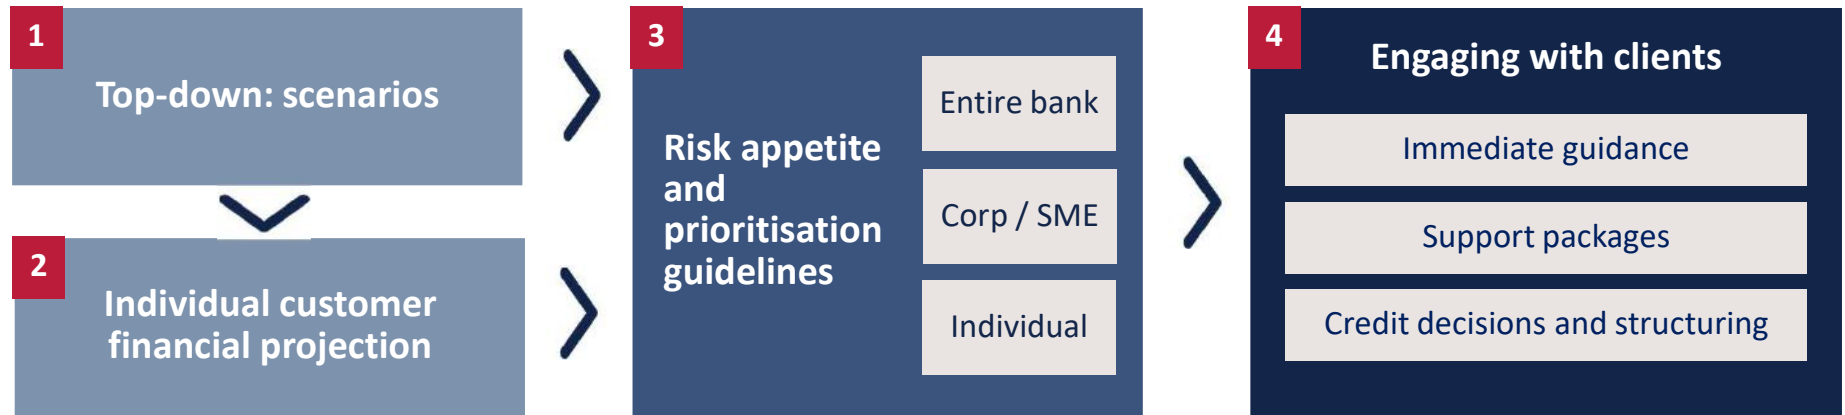 1
Top-down: scenarios
2
Individual customer
financial projection
3
Risk appetite
and
prioritisation
guidelines
Entire bank
Corp / SME
Individual
4
Engaging with clients
Immediate guidance
Support packages
Credit decisions and structuring